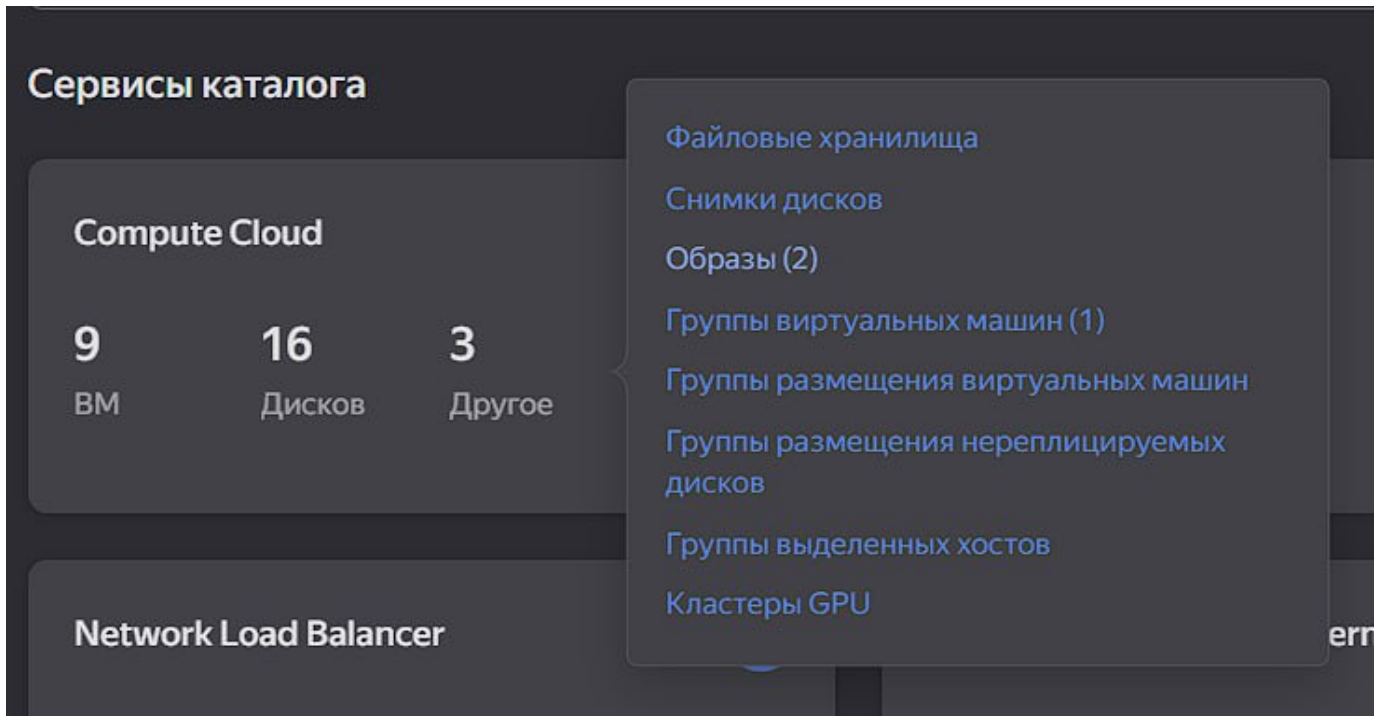 Сервисы каталога
Compute Cloud
9
ВМ
16
Дисков
3
Другое
Файловые хранилища
Снимки дисков
Образы (2)
Группы виртуальных машин (1)
Группы размещения виртуальных машин
Группы размещения нереплицируемых
дисков
Группы выделенных хостов
Кластеры GPU
Network Load Balancer